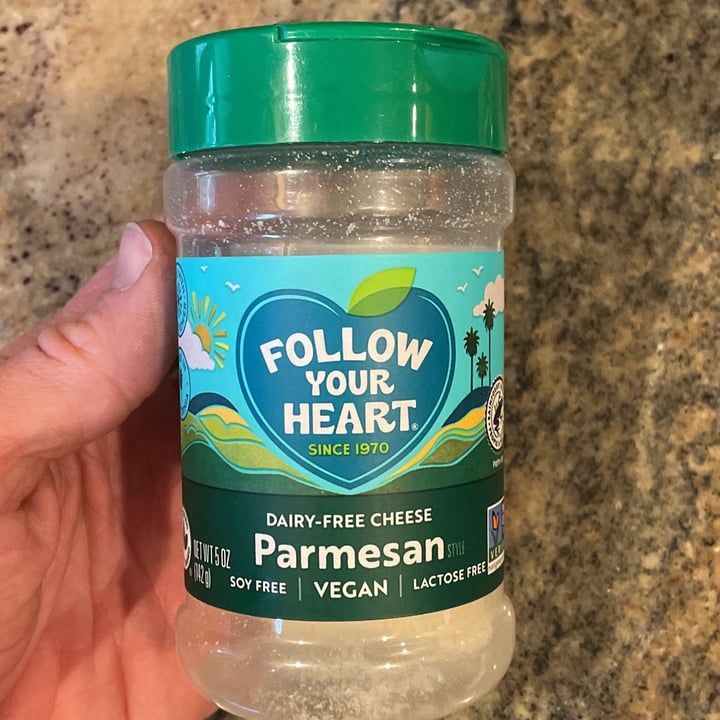 FOLLOW
YOUR
HEART®
SINCE 1970
DAIRY-FREE CHEESE
Parmesan STYLE
NET WT 5 OZ
(142g)
SOY FREE | VEGAN | LACTOSE FREE